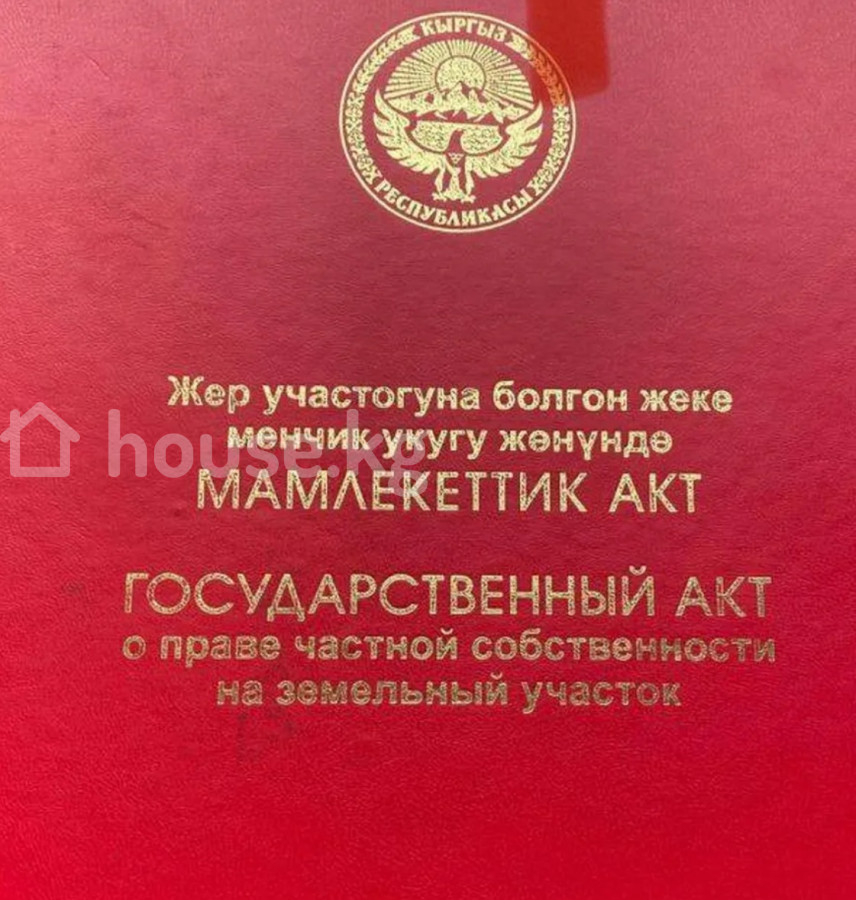 КЫРГЫЗ
РЕСПУБЛИКАСЫ
Жер участогуна болгон жеке
менчик укугу жөнүндө
МАМЛЕКЕТТИК АКТ
house.kg
ГОСУДАРСТВЕННЫЙ АКТ
о праве частной собственности
на земельный участок